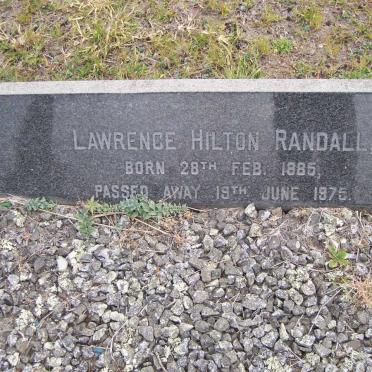 LAWRENCE HILTON RANDALL
BORN 28TH FEB. 1885,
PASSED AWAY 19TH JUNE 1975.